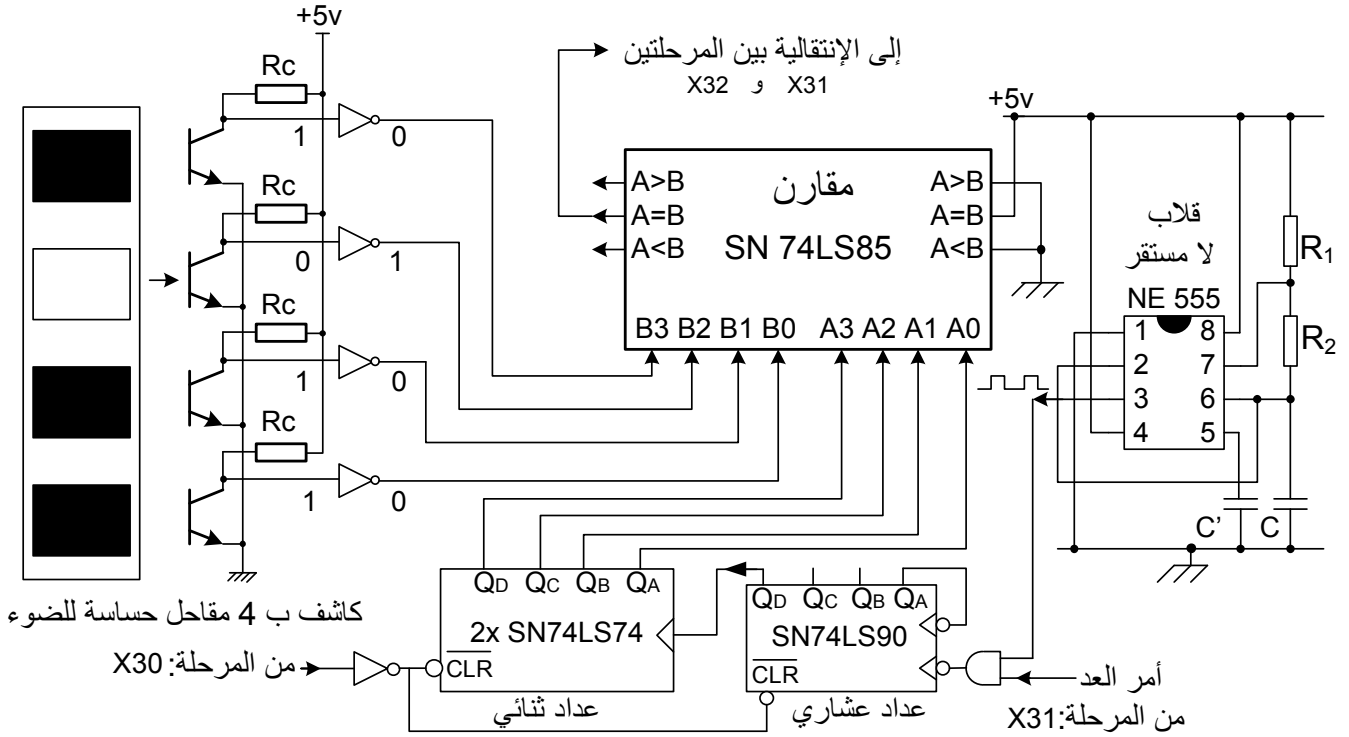 +5v
Rc
1
0
Rc
0
1
Rc
1
0
Rc
1
0
كاشف ب 4 مقاحل حساسة للضوء
إلى الإنتقالية بين المرحلتين
X31 و X32
A>B
A=B
A<B
مقارن
SN 74LS85
A>B
A=B
A<B
B3 B2 B1 B0 A3 A2 A1 A0
+5v
قلاب
لا مستقر
NE 555
1 8
2 7
3 6
4 5
R1
R2
C' C
QD QC QB QA
2x SN74LS74
CLR
عداد ثنائي
من المرحلة: X30
QD QC QB QA
SN74LS90
CLR
عداد عشاري
أمر العد
من المرحلة:X31